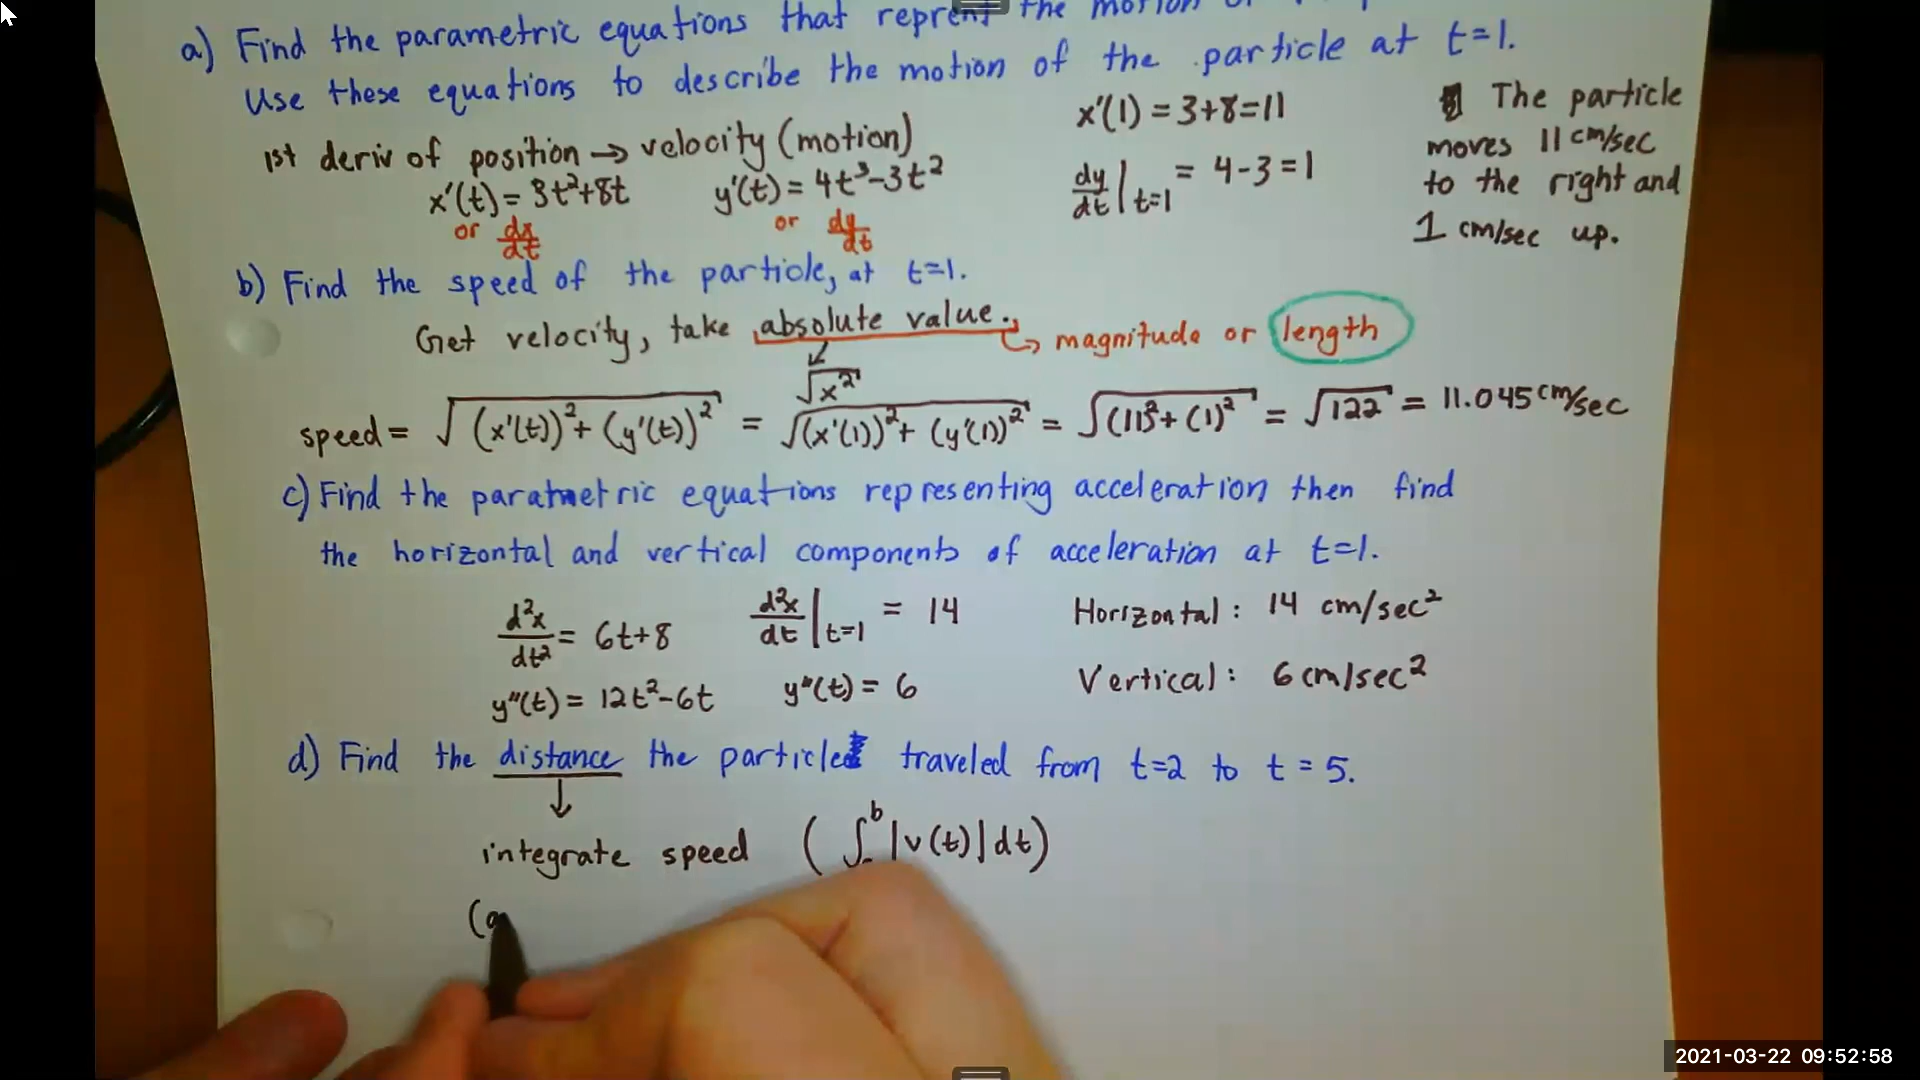 a) Find the parametric equations that reprent the motion
Use these equations to describe the motion of the particle at t=1.
1st deriv of position → velocity (motion)
x'(t) = 3t²+8t y'(t) = 4t³-3t²
or dx/dt or dy/dt
x'(1) = 3+8=11
dy/dt|t=1 = 4-3=1
The particle
moves 11 cm/sec
to the right and
1 cm/sec up.
b) Find the speed of the particle, at t=1.
Get velocity, take absolute value. ↳ magnitude or length
√x²
speed = √(x'(t))²+(y'(t))² = √(x'(1))²+(y'(1))² = √(11)²+(1)² = √122 = 11.045 cm/sec
c) Find the parametric equations representing acceleration then find
the horizontal and vertical components of acceleration at t=1.
d²x/dt² = 6t+8 d²x/dt|t=1 = 14 Horizontal: 14 cm/sec²
y"(t) = 12t²-6t y"(t) = 6 Vertical: 6 cm/sec²
d) Find the distance the particle traveled from t=2 to t=5.
↓
integrate speed (∫ b |v(t)|dt)
(
2021-03-22 09:52:58